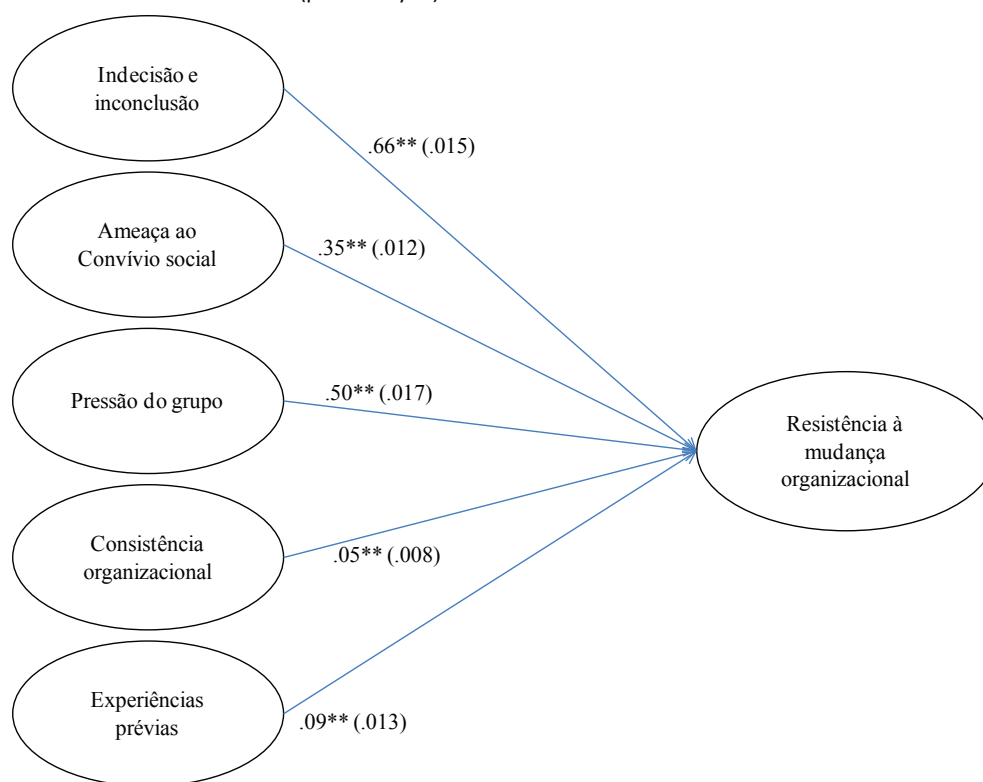 Indecisão e
inconclusão
.66** (.015)
Ameaça ao
Convívio social
.35** (.012)
Pressão do grupo
.50** (.017)
Resistência à
mudança
organizacional
Consistência
organizacional
.05** (.008)
Experiências
prévias
.09** (.013)